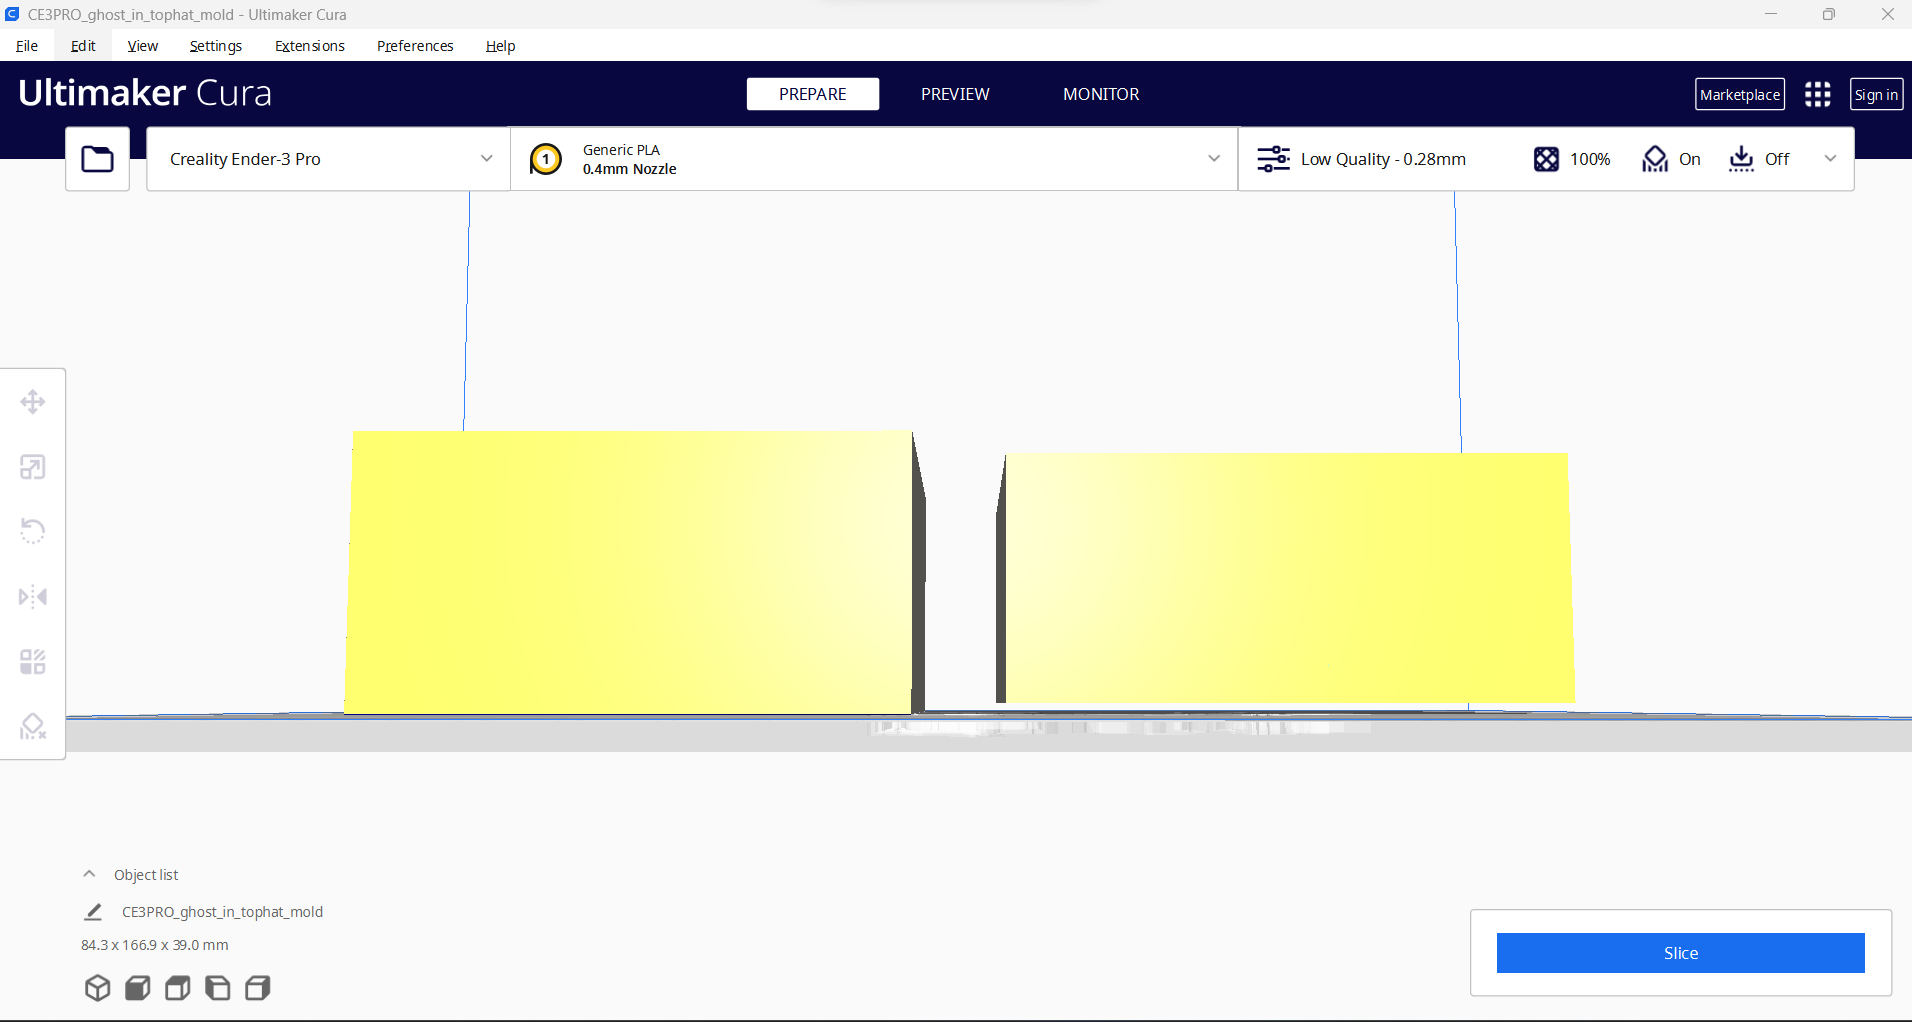 CE3PRO_ghost_in_tophat_mold - Ultimaker Cura
File Edit View Settings Extensions Preferences Help
Ultimaker Cura PREPARE PREVIEW MONITOR Marketplace Sign in
Creality Ender-3 Pro
1
Generic PLA
0.4mm Nozzle
Low Quality - 0.28mm 100% On Off
Object list
CE3PRO_ghost_in_tophat_mold
84.3 x 166.9 x 39.0 mm
Slice